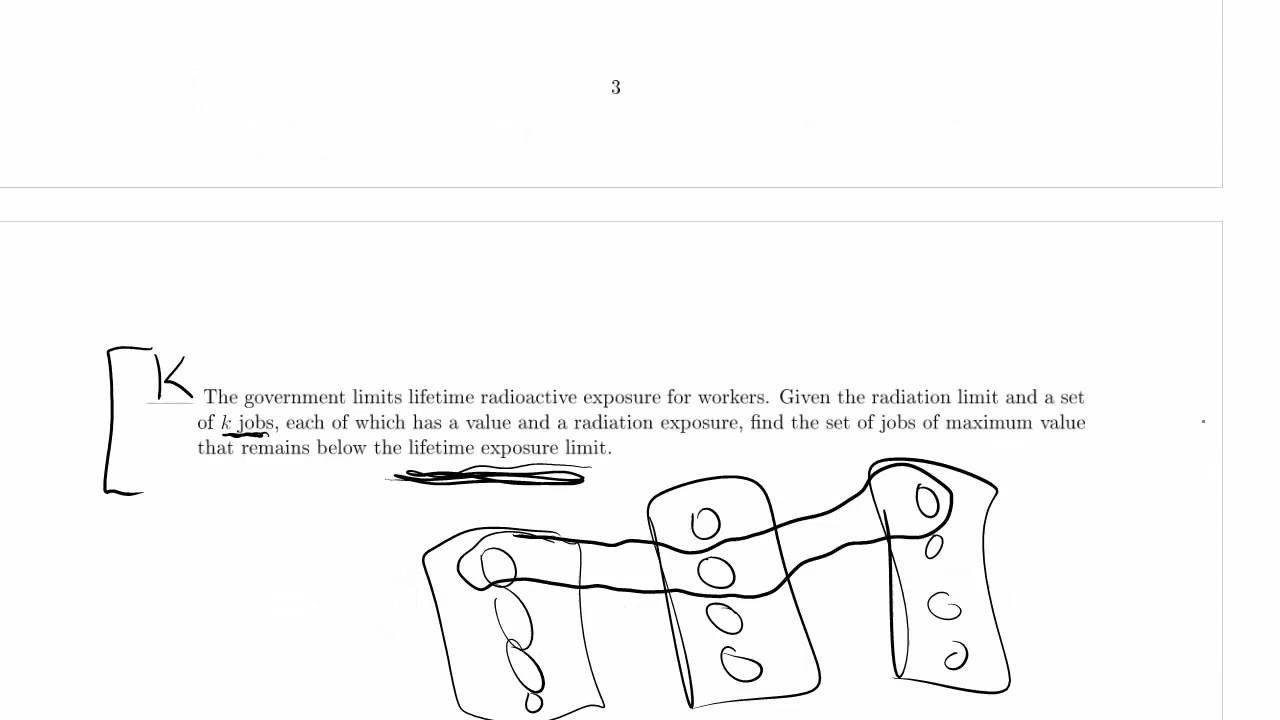 3
K
The government limits lifetime radioactive exposure for workers. Given the radiation limit and a set
of k jobs, each of which has a value and a radiation exposure, find the set of jobs of maximum value
that remains below the lifetime exposure limit.